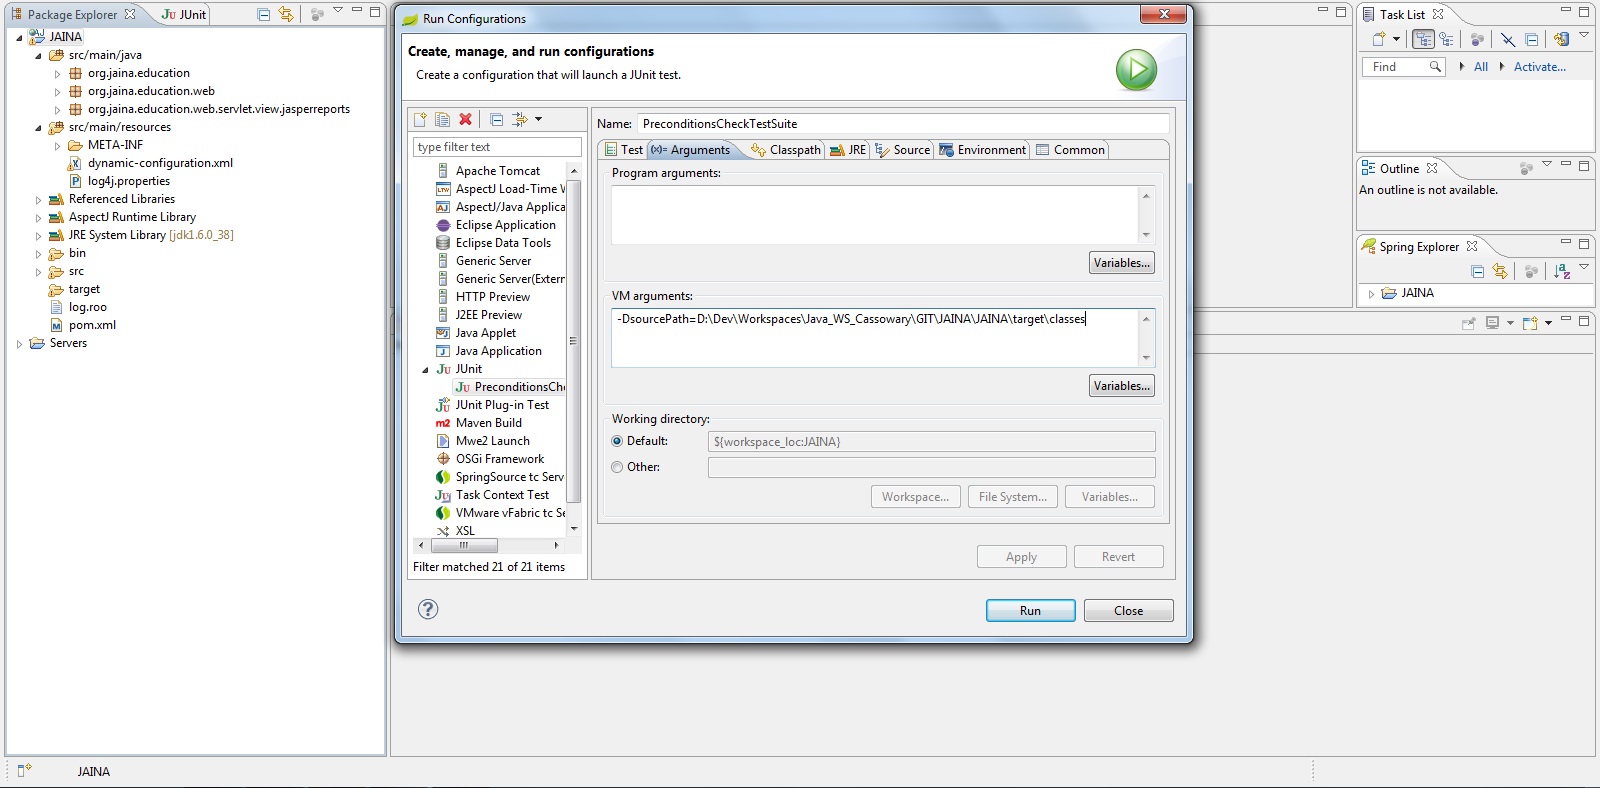 Package Explorer
JUnit
JAINA
src/main/java
org.jaina.education
org.jaina.education.web
org.jaina.education.web.servlet.view.jasperreports
src/main/resources
META-INF
dynamic-configuration.xml
log4j.properties
Referenced Libraries
AspectJ Runtime Library
JRE System Library [jdk1.6.0_38]
bin
src
target
log.roo
pom.xml
Servers
JAINA
Run Configurations
Create, manage, and run configurations
Create a configuration that will launch a JUnit test.
type filter text
Apache Tomcat
AspectJ Load-Time W
AspectJ/Java Applica
Eclipse Application
Eclipse Data Tools
Generic Server
Generic Server(Extern
HTTP Preview
J2EE Preview
Java Applet
Java Application
JUnit
PreconditionsChe
JUnit Plug-in Test
Maven Build
Mwe2 Launch
OSGi Framework
SpringSource tc Serv
Task Context Test
VMware vFabric tc Se
XSL
Filter matched 21 of 21 items
Name: PreconditionsCheckTestSuite
Test (x)= Arguments Classpath JRE Source Environment Common
Program arguments:
Variables...
VM arguments:
-DsourcePath=D:\Dev\Workspaces\Java_WS_Cassowary\GIT\JAINA\JAINA\target\classes
Variables...
Working directory:
Default: ${workspace_loc:JAINA}
Other:
Workspace... File System... Variables...
Apply Revert
Run Close
Task List
Find All Activate...
Outline
An outline is not available.
Spring Explorer
JAINA